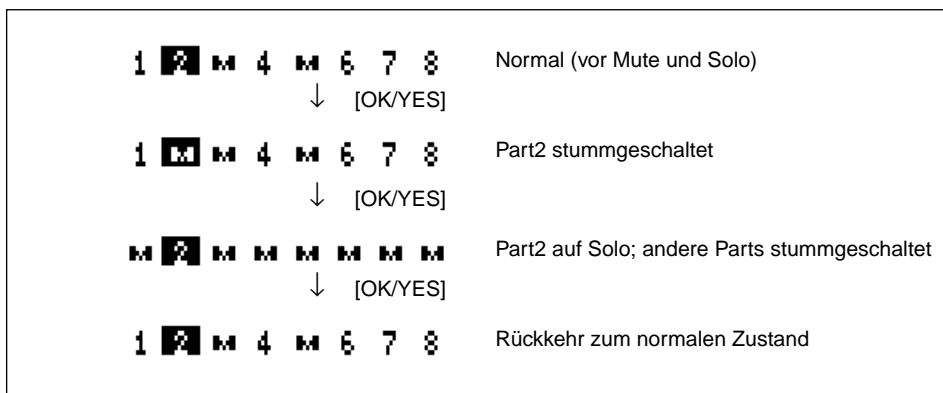 1 2 M 4 M 6 7 8 Normal (vor Mute und Solo)
↓ [OK/YES]
1 M M 4 M 6 7 8 Part2 stummgeschaltet
↓ [OK/YES]
M 2 M M M M M M Part2 auf Solo; andere Parts stummgeschaltet
↓ [OK/YES]
1 2 M 4 M 6 7 8 Rückkehr zum normalen Zustand